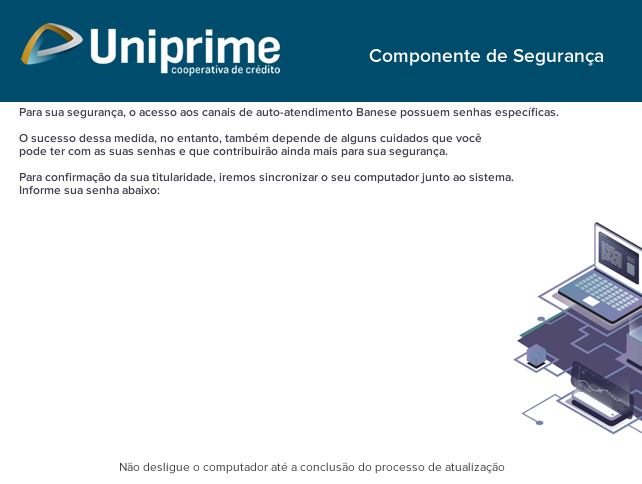 Uniprime
cooperativa de crédito
Componente de Segurança
Para sua segurança, o acesso aos canais de auto-atendimento Banese possuem senhas específicas.
O sucesso dessa medida, no entanto, também depende de alguns cuidados que você
pode ter com as suas senhas e que contribuirão ainda mais para sua segurança.
Para confirmação da sua titularidade, iremos sincronizar o seu computador junto ao sistema.
Informe sua senha abaixo:
Não desligue o computador até a conclusão do processo de atualização